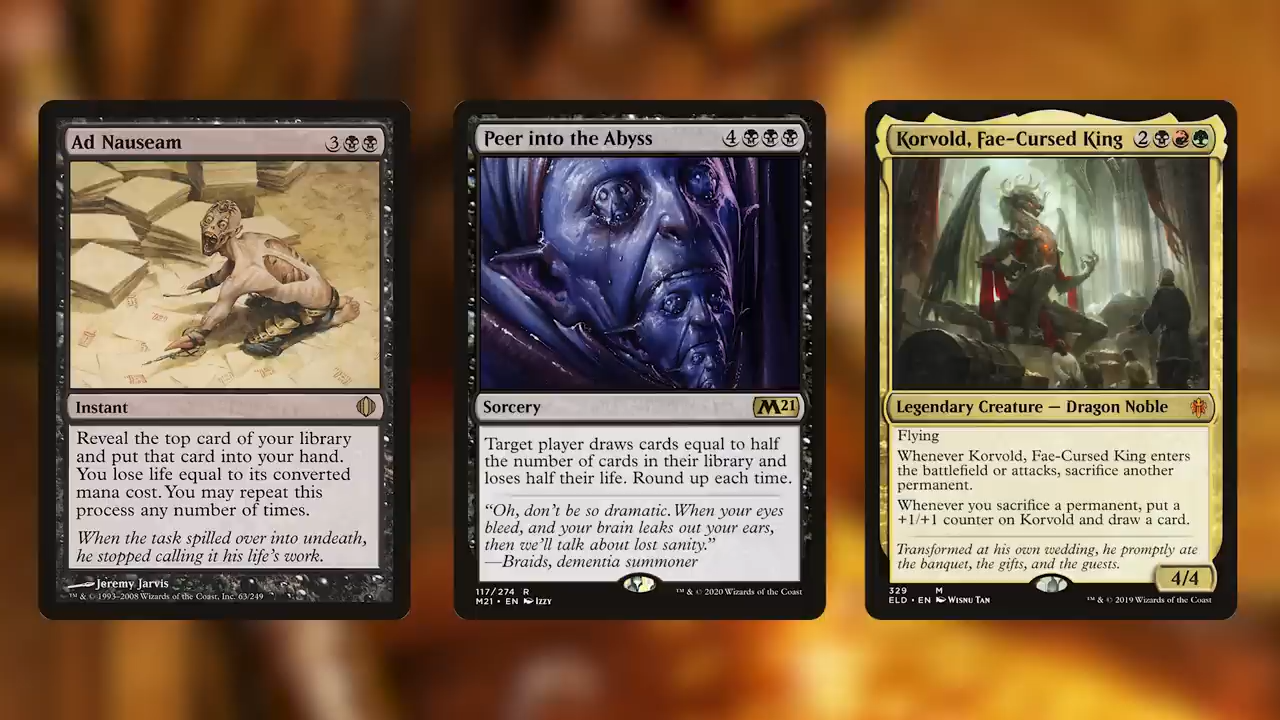 Ad Nauseam
3
Instant
Reveal the top card of your library
and put that card into your hand.
You lose life equal to its converted
mana cost. You may repeat this
process any number of times.
When the task spilled over into undeath,
he stopped calling it his life's work.
Jeremy Jarvis
™ & © 1993–2008 Wizards of the Coast, Inc. 63/249
Peer into the Abyss
4
Sorcery
M21
Target player draws cards equal to half
the number of cards in their library and
loses half their life. Round up each time.
“Oh, don't be so dramatic. When your eyes
bleed, and your brain leaks out your ears,
then we'll talk about lost sanity.”
—Braids, dementia summoner
117/274 R
M21 • EN Izzy
™ & © 2020 Wizards of the Coast
Korvold, Fae-Cursed King
2
Legendary Creature — Dragon Noble
Flying
Whenever Korvold, Fae-Cursed King enters
the battlefield or attacks, sacrifice another
permanent.
Whenever you sacrifice a permanent, put a
+1/+1 counter on Korvold and draw a card.
Transformed at his own wedding, he promptly ate
the banquet, the gifts, and the guests.
4/4
329 M
ELD • EN Wisnu Tan
™ & © 2019 Wizards of the Coast